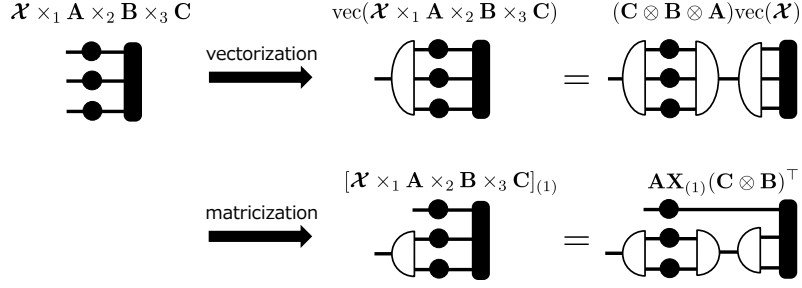 𝓧 ×₁ 𝐀 ×₂ 𝐁 ×₃ 𝐂
vectorization
vec(𝓧 ×₁ 𝐀 ×₂ 𝐁 ×₃ 𝐂)
=
(𝐂 ⊗ 𝐁 ⊗ 𝐀)vec(𝓧)
matricization
[𝓧 ×₁ 𝐀 ×₂ 𝐁 ×₃ 𝐂]₍₁₎
=
𝐀𝐗₍₁₎(𝐂 ⊗ 𝐁)^⊤